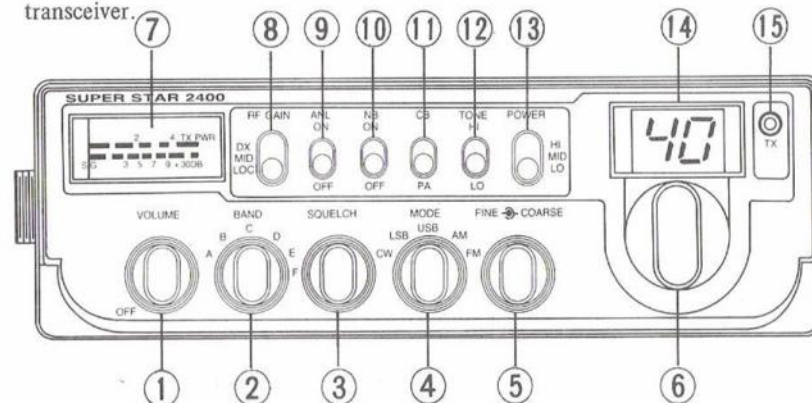 transceiver.
⑦ ⑧ ⑨ ⑩ ⑪ ⑫ ⑬ ⑭ ⑮
SUPER STAR 2400
RF GAIN ANL NB CB TONE POWER
ON ON HI
2 4 TX PWR
DX HI
MID MID
LOC LO
SIG 3 5 7 9 +30DB
OFF OFF PA LO
40
TX
VOLUME BAND SQUELCH MODE FINE COARSE
A B C D E F
CW LSB USB AM FM
OFF
① ② ③ ④ ⑤ ⑥